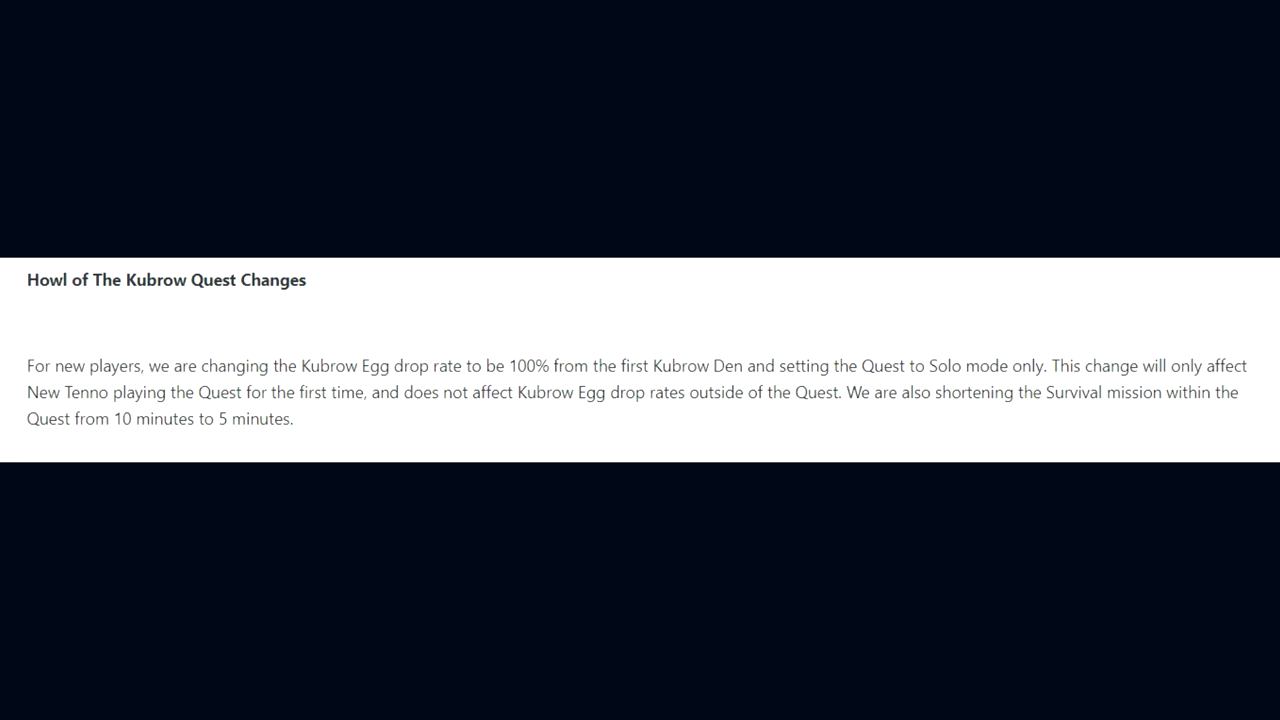 Howl of The Kubrow Quest Changes
For new players, we are changing the Kubrow Egg drop rate to be 100% from the first Kubrow Den and setting the Quest to Solo mode only. This change will only affect
New Tenno playing the Quest for the first time, and does not affect Kubrow Egg drop rates outside of the Quest. We are also shortening the Survival mission within the
Quest from 10 minutes to 5 minutes.